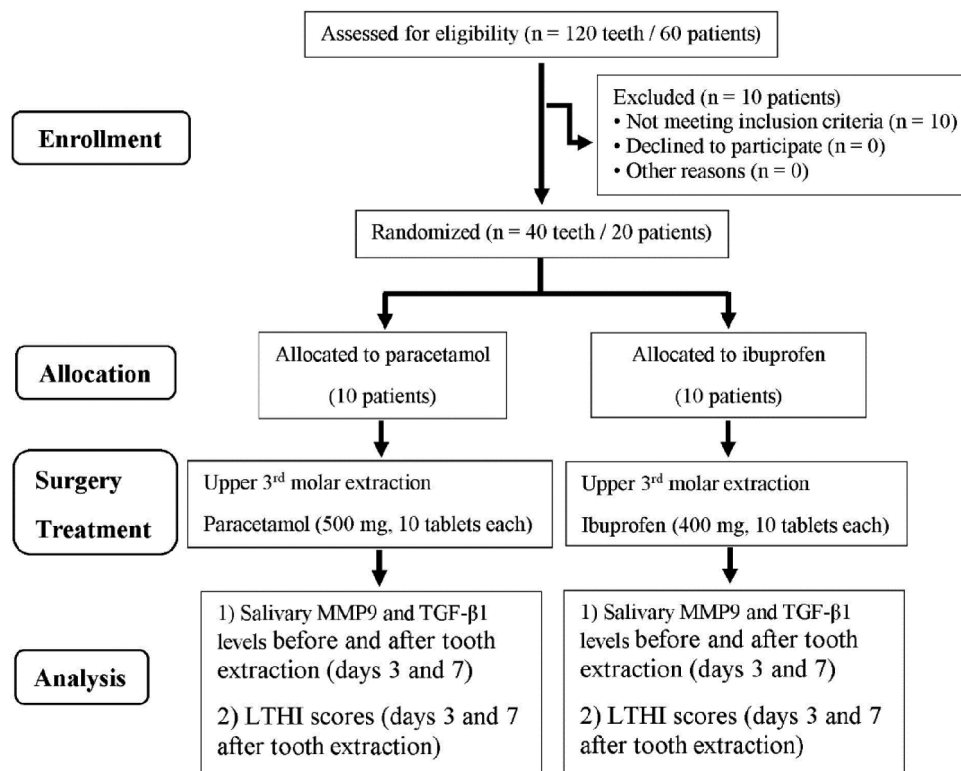 Assessed for eligibility (n = 120 teeth / 60 patients)
Enrollment
Excluded (n = 10 patients)
• Not meeting inclusion criteria (n = 10)
• Declined to participate (n = 0)
• Other reasons (n = 0)
Randomized (n = 40 teeth / 20 patients)
Allocation
Allocated to paracetamol
(10 patients)
Allocated to ibuprofen
(10 patients)
Surgery
Treatment
Upper 3rd molar extraction
Paracetamol (500 mg, 10 tablets each)
Upper 3rd molar extraction
Ibuprofen (400 mg, 10 tablets each)
Analysis
1) Salivary MMP9 and TGF-β1
levels before and after tooth
extraction (days 3 and 7)
2) LTHI scores (days 3 and 7
after tooth extraction)
1) Salivary MMP9 and TGF-β1
levels before and after tooth
extraction (days 3 and 7)
2) LTHI scores (days 3 and 7
after tooth extraction)